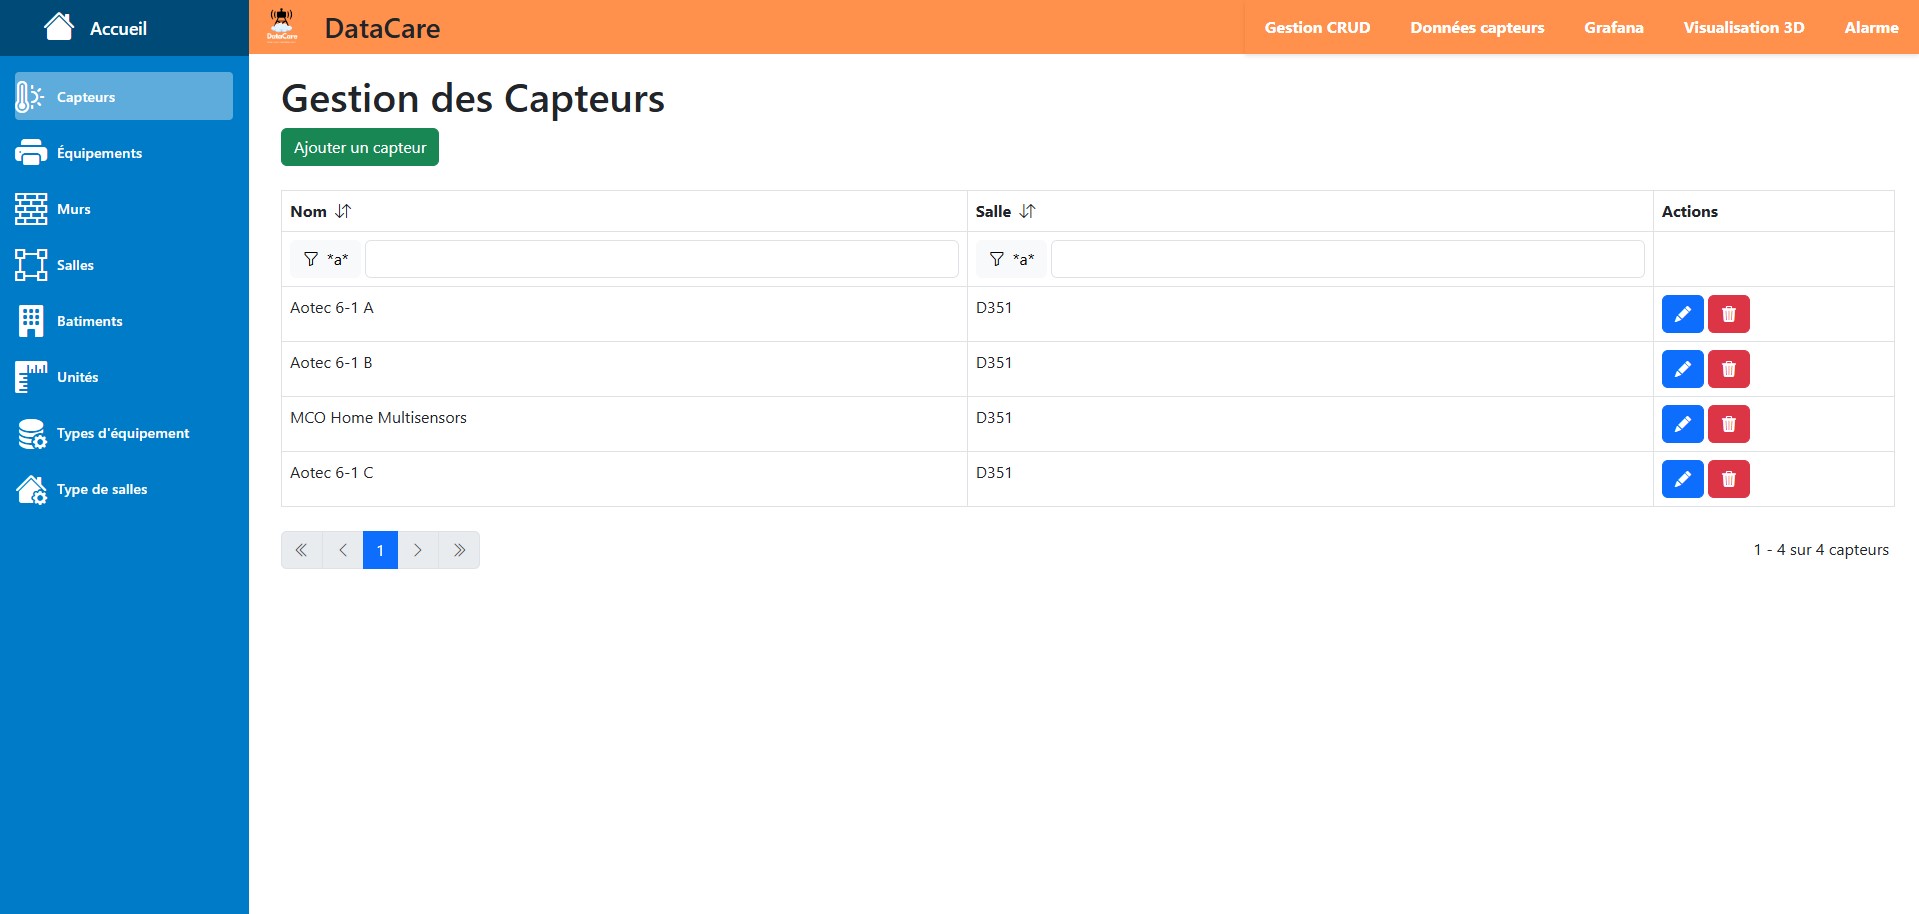 Accueil
DataCare
DataCare
Gestion CRUD
Données capteurs
Grafana
Visualisation 3D
Alarme
Capteurs
Équipements
Murs
Salles
Batiments
Unités
Types d'équipement
Type de salles
Gestion des Capteurs
Ajouter un capteur
Nom Salle Actions
*a* *a*
Aotec 6-1 A D351
Aotec 6-1 B D351
MCO Home Multisensors D351
Aotec 6-1 C D351
1
1 - 4 sur 4 capteurs